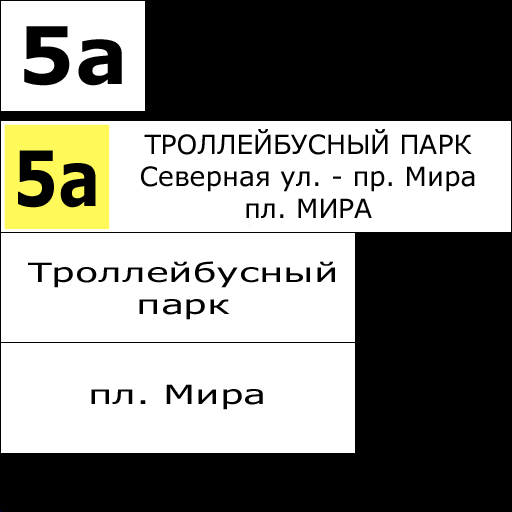 5а
5а
ТРОЛЛЕЙБУСНЫЙ ПАРК
Северная ул. - пр. Мира
пл. МИРА
Троллейбусный
парк
пл. Мира